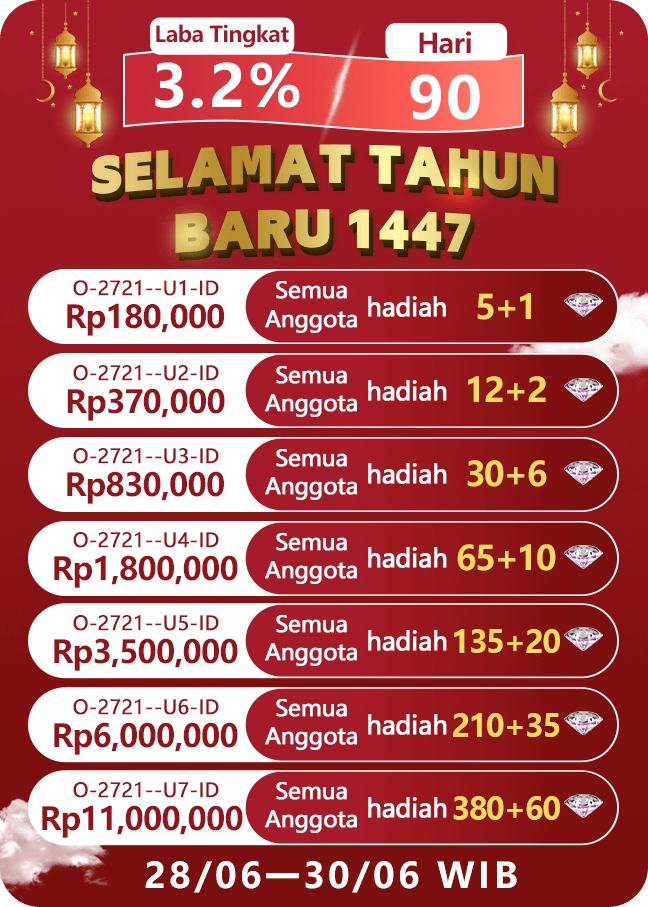 Laba Tingkat
3.2%
Hari
90
SELAMAT TAHUN
BARU 1447
O-2721--U1-ID
Rp180,000
Semua
Anggota
hadiah
5+1
O-2721--U2-ID
Rp370,000
Semua
Anggota
hadiah
12+2
O-2721--U3-ID
Rp830,000
Semua
Anggota
hadiah
30+6
O-2721--U4-ID
Rp1,800,000
Semua
Anggota
hadiah
65+10
O-2721--U5-ID
Rp3,500,000
Semua
Anggota
hadiah
135+20
O-2721--U6-ID
Rp6,000,000
Semua
Anggota
hadiah
210+35
O-2721--U7-ID
Rp11,000,000
Semua
Anggota
hadiah
380+60
28/06—30/06 WIB